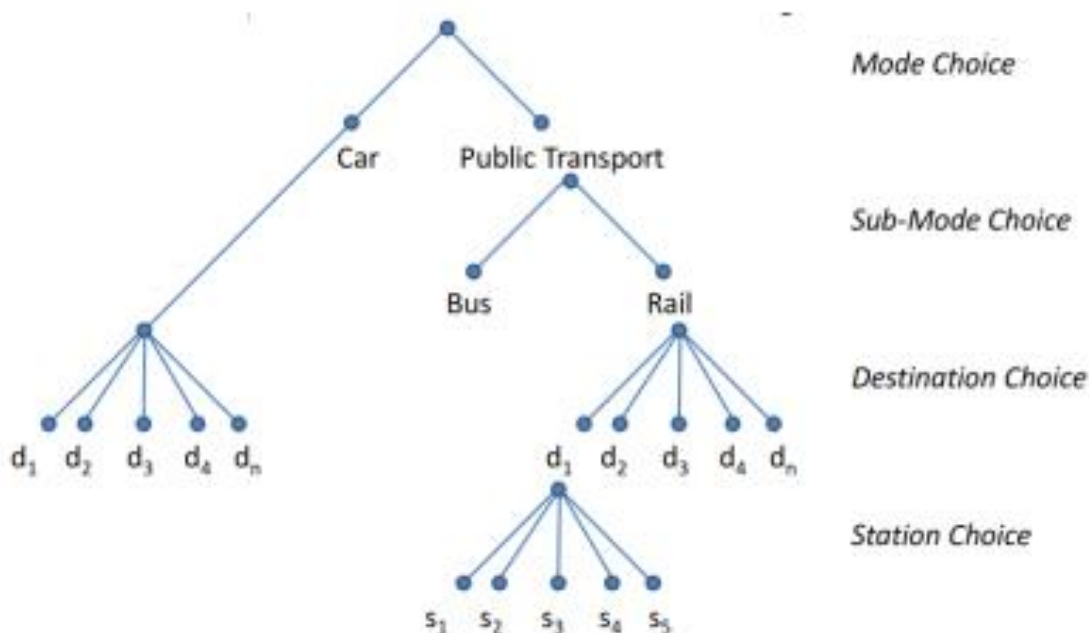 Mode Choice
Car Public Transport
Sub-Mode Choice
Bus Rail
Destination Choice
d₁ d₂ d₃ d₄ dₙ d₁ d₂ d₃ d₄ dₙ
Station Choice
s₁ s₂ s₃ s₄ s₅